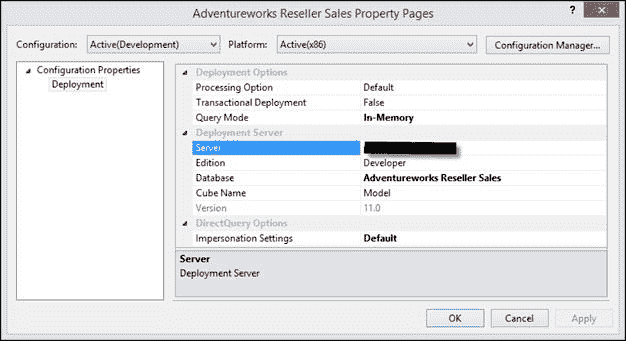 Adventureworks Reseller Sales Property Pages ? x
Configuration: Active(Development) Platform: Active(x86) Configuration Manager...
Configuration Properties
Deployment
Deployment Options
Processing Option Default
Transactional Deployment False
Query Mode In-Memory
Deployment Server
Server
Edition Developer
Database Adventureworks Reseller Sales
Cube Name Model
Version 11.0
DirectQuery Options
Impersonation Settings Default
Server
Deployment Server
OK Cancel Apply